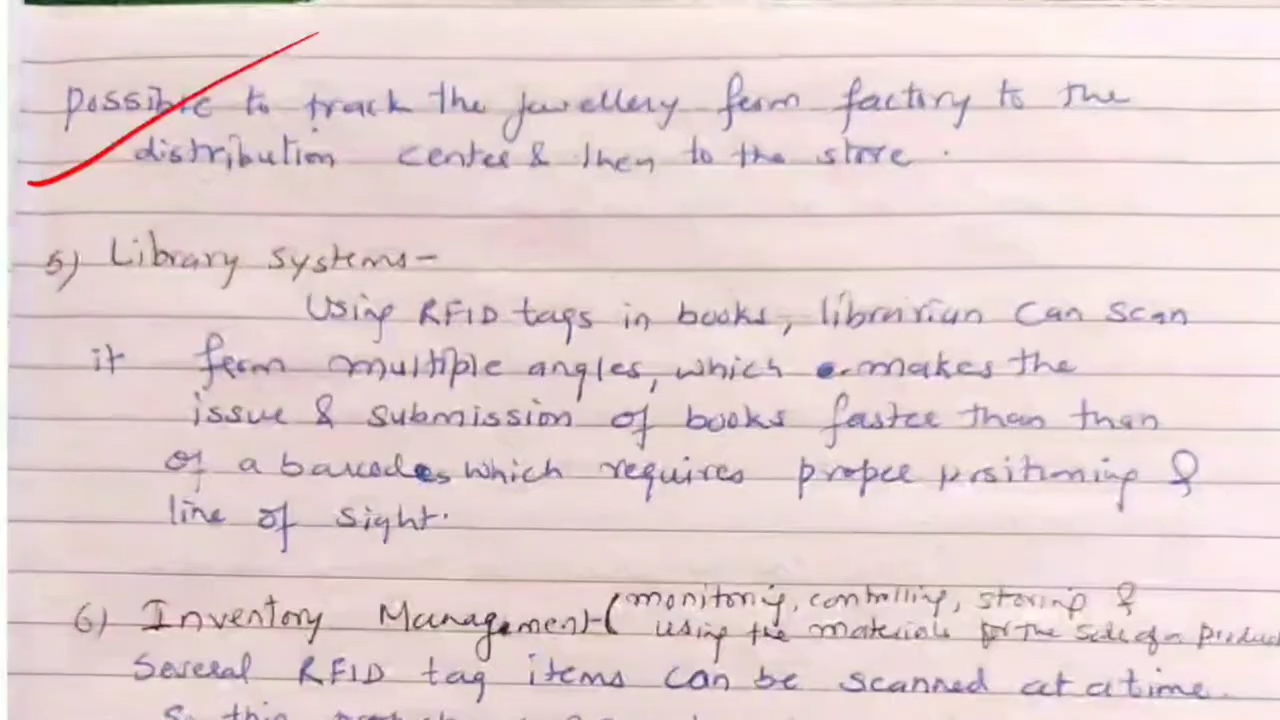 possible to track the jwellery from factory to the
distribution center & then to the store.
5) Library systems-
Using RFID tags in books, librarian can scan
it from multiple angles, which makes the
issue & submission of books faster than than
of a barcodes which requires proper positioning &
line of sight.
6) Inventory Management-(monitoring, controlling, storing &
using the materials for the sale of a product
Several RFID tag items can be scanned at a time.
So this